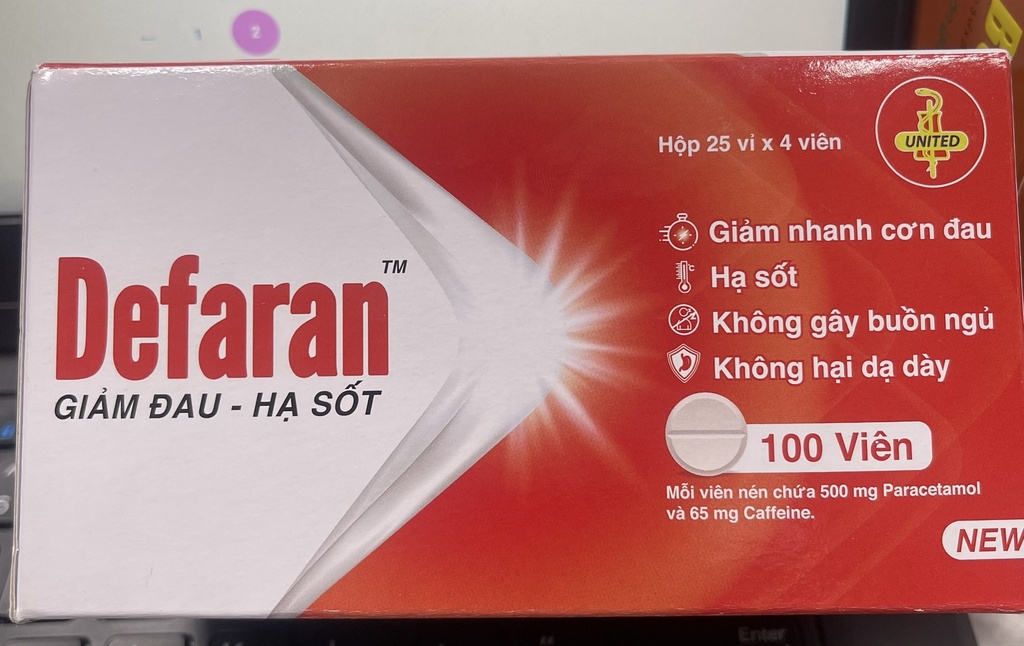 2
Hộp 25 vỉ x 4 viên
UNITED
Giảm nhanh cơn đau
Hạ sốt
Không gây buồn ngủ
Không hại dạ dày
Defaran™
GIẢM ĐAU - HẠ SỐT
100 Viên
Mỗi viên nén chứa 500 mg Paracetamol
và 65 mg Caffeine.
NEW
Enter